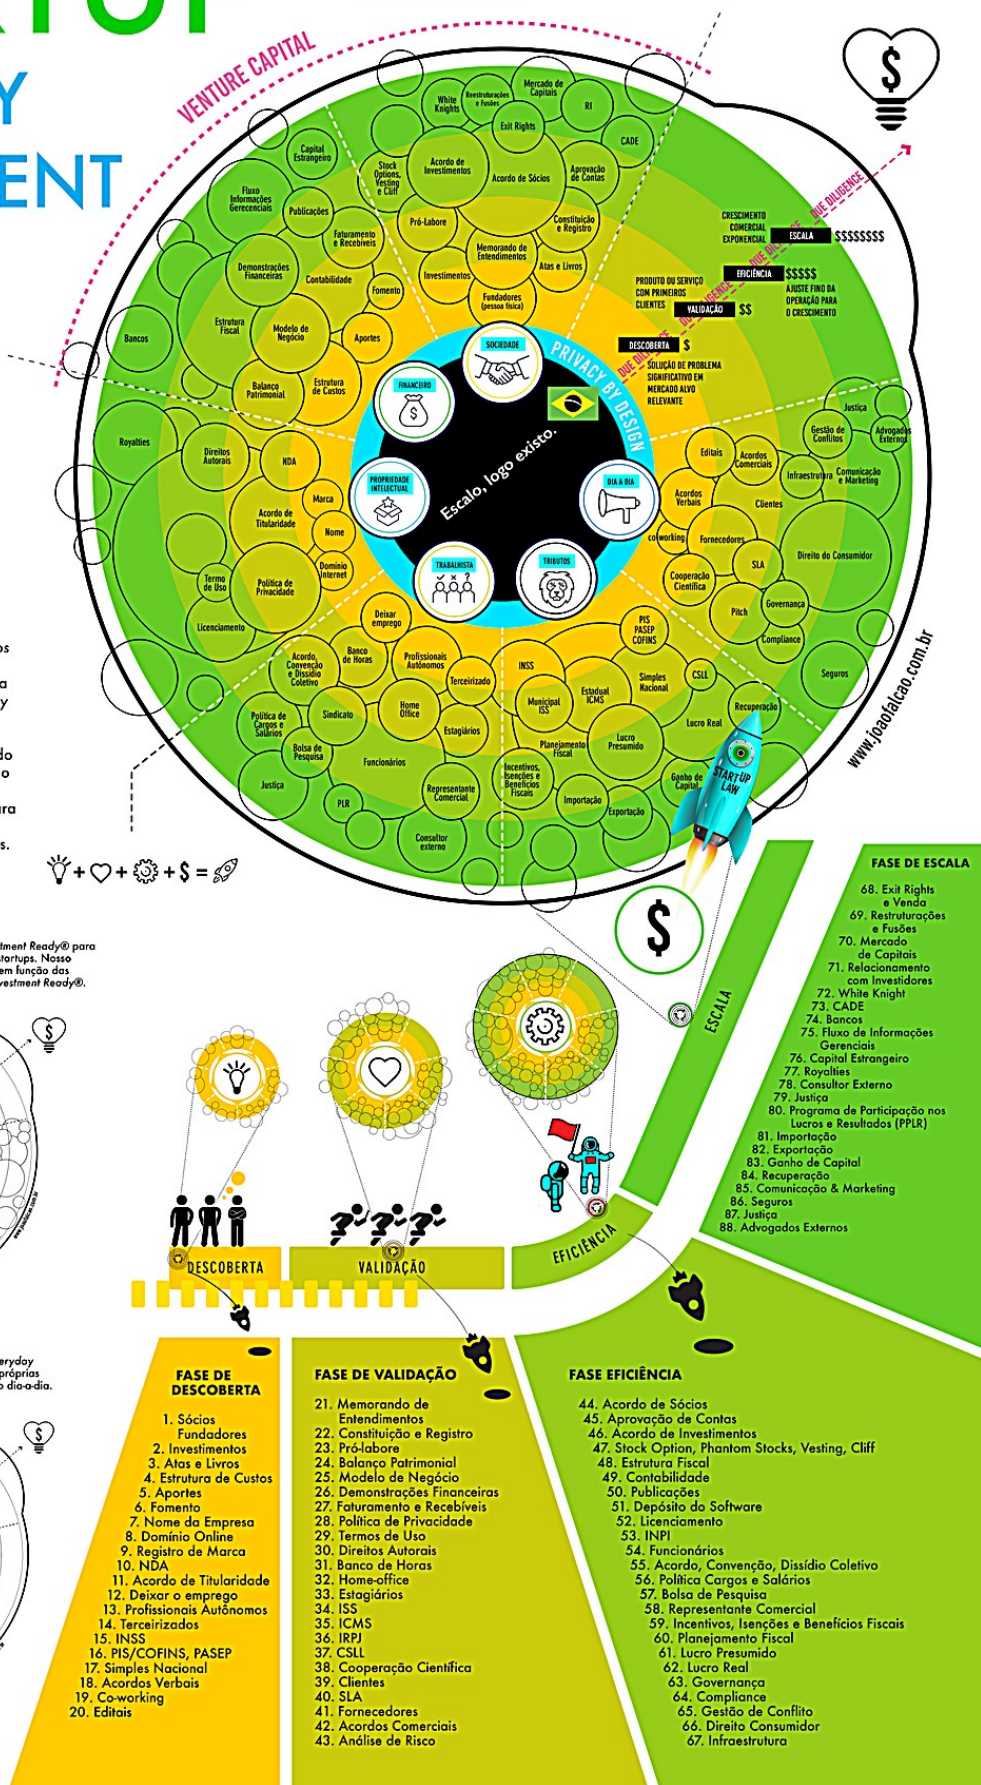 Y
ENT
VENTURE CAPITAL
$
White
Knights
Reestruturações
e Fusões
Mercado de
Capitais
RI
Exit Rights
CADE
Capital
Estrangeiro
Stock
Options,
Vesting
e Cliff
Acordo de
Investimentos
Acordo de Sócios
Aprovação
de Contas
Fluxo
Informações
Gerecenciais
Publicações
Faturamento
e Recebíveis
Pró-Labore
Constituição
e Registro
Memorando de
Entendimentos
Atas e Livros
Investimentos
Fundadores
(pessoa física)
Demonstrações
Financeiras
Contabilidade
Fomento
Estrutura
Fiscal
Modelo de
Negócio
Aportes
Bancos
Balanço
Patrimonial
Estrutura
de Custos
CRESCIMENTO
COMERCIAL
EXPONENCIAL
ESCALA
$$$$$$$$
DUE DILIGENCE
EFICIÊNCIA
$$$$$
AJUSTE FINO DA
OPERAÇÃO PARA
O CRESCIMENTO
DUE DILIGENCE
PRODUTO OU SERVIÇO
COM PRIMEIROS
CLIENTES
VALIDAÇÃO
$$
DUE DILIGENCE
DESCOBERTA
$
SOLUÇÃO DE PROBLEMA
SIGNIFICATIVO EM
MERCADO ALVO
RELEVANTE
DUE DILIGENCE
PRIVACY BY DESIGN
SOCIEDADE
FINANCEIRO
$
PROPRIEDADE
INTELECTUAL
DIA A DIA
TRABALHISTA
TRIBUTOS
Escalo, logo existo.
Royalties
Direitos
Autorais
NDA
Marca
Acordo de
Titularidade
Nome
Domínio
Internet
Termo
de Uso
Política de
Privacidade
Licenciamento
Justiça
Gestão de
Conflitos
Advogados
Externos
Editais
Acordos
Comerciais
Infraestrutura
Comunicação
e Marketing
Acordos
Verbais
Clientes
coworking
Fornecedores
Direito do Consumidor
SLA
Cooperação
Científica
Pitch
Governança
Compliance
Seguros
Deixar
emprego
Acordo,
Convenção
e Dissídio
Coletivo
Banco
de Horas
Profissionais
Autônomos
Terceirizado
Política de
Cargos e
Salários
Sindicato
Home
Office
Estagiários
Bolsa de
Pesquisa
Funcionários
Justiça
PLR
Representante
Comercial
Consultor
externo
PIS
PASEP
COFINS
INSS
Municipal
ISS
Estadual
ICMS
Simples
Nacional
CSLL
Recuperação
Lucro Real
Planejamento
Fiscal
Lucro
Presumido
Incentivos,
Isenções e
Benefícios
Fiscais
Importação
Exportação
Ganho de
Capital
STARTUP
LAW
www.joaofalcao.com.br
os
a
y
do
o
ara
s.
+ + + $ =
tment Ready® para
startups. Nosso
em função das
vestment Ready®.
$
$
ESCALA
EFICIÊNCIA
VALIDAÇÃO
DESCOBERTA
eryday
próprias
o dia-a-dia.
$
FASE DE ESCALA
68. Exit Rights
e Venda
69. Restruturações
e Fusões
70. Mercado
de Capitais
71. Relacionamento
com Investidores
72. White Knight
73. CADE
74. Bancos
75. Fluxo de Informações
Gerenciais
76. Capital Estrangeiro
77. Royalties
78. Consultor Externo
79. Justiça
80. Programa de Participação nos
Lucros e Resultados (PPLR)
81. Importação
82. Exportação
83. Ganho de Capital
84. Recuperação
85. Comunicação & Marketing
86. Seguros
87. Justiça
88. Advogados Externos
FASE DE
DESCOBERTA
1. Sócios
Fundadores
2. Investimentos
3. Atas e Livros
4. Estrutura de Custos
5. Aportes
6. Fomento
7. Nome da Empresa
8. Domínio Online
9. Registro de Marca
10. NDA
11. Acordo de Titularidade
12. Deixar o emprego
13. Profissionais Autônomos
14. Terceirizados
15. INSS
16. PIS/COFINS, PASEP
17. Simples Nacional
18. Acordos Verbais
19. Co-working
20. Editais
FASE DE VALIDAÇÃO
21. Memorando de
Entendimentos
22. Constituição e Registro
23. Pró-labore
24. Balanço Patrimonial
25. Modelo de Negócio
26. Demonstrações Financeiras
27. Faturamento e Recebíveis
28. Política de Privacidade
29. Termos de Uso
30. Direitos Autorais
31. Banco de Horas
32. Home-office
33. Estagiários
34. ISS
35. ICMS
36. IRPJ
37. CSLL
38. Cooperação Científica
39. Clientes
40. SLA
41. Fornecedores
42. Acordos Comerciais
43. Análise de Risco
FASE EFICIÊNCIA
44. Acordo de Sócios
45. Aprovação de Contas
46. Acordo de Investimentos
47. Stock Option, Phantom Stocks, Vesting, Cliff
48. Estrutura Fiscal
49. Contabilidade
50. Publicações
51. Depósito do Software
52. Licenciamento
53. INPI
54. Funcionários
55. Acordo, Convenção, Dissídio Coletivo
56. Política Cargos e Salários
57. Bolsa de Pesquisa
58. Representante Comercial
59. Incentivos, Isenções e Benefícios Fiscais
60. Planejamento Fiscal
61. Lucro Presumido
62. Lucro Real
63. Governança
64. Compliance
65. Gestão de Conflito
66. Direito Consumidor
67. Infraestrutura